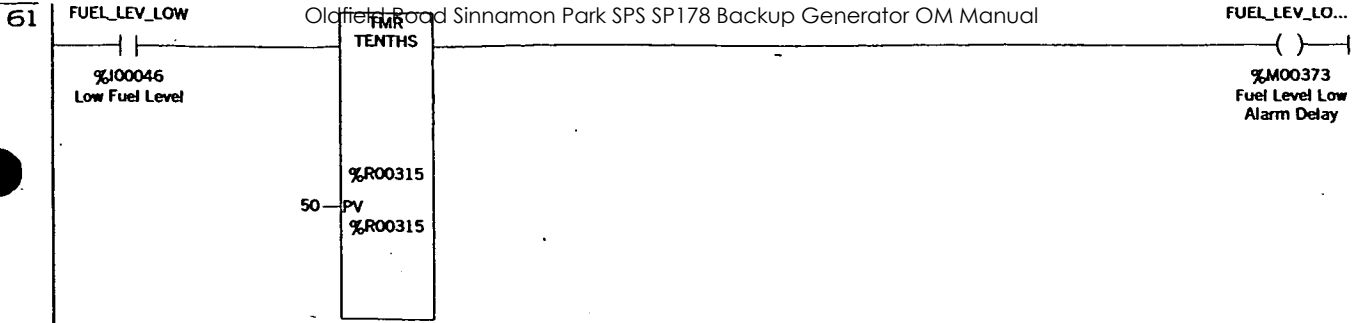 61
FUEL_LEV_LOW
Oldfield Road Sinnamon Park SPS SP178 Backup Generator OM Manual
FUEL_LEV_LO...
TMR
TENTHS
%I00046
Low Fuel Level
%M00373
Fuel Level Low
Alarm Delay
%R00315
50
PV
%R00315